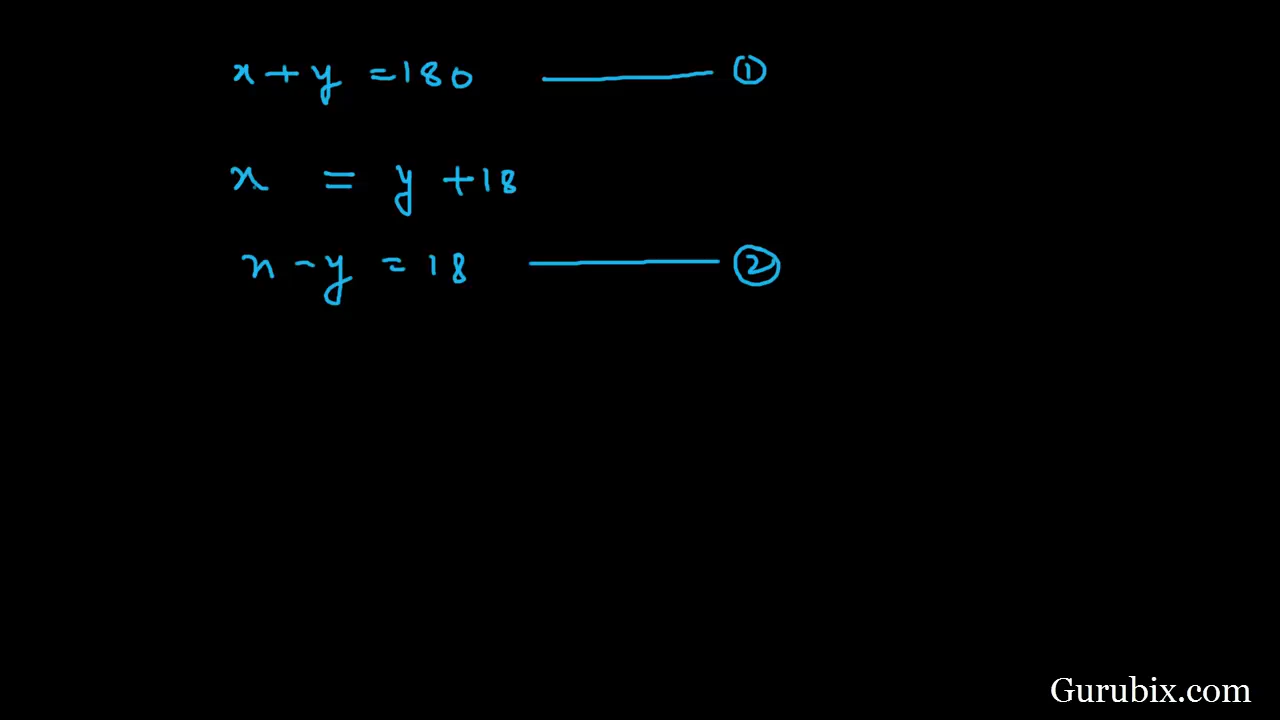 x + y = 180 ——— ①
x = y + 18
x - y = 18 ——— ②
Gurubix.com